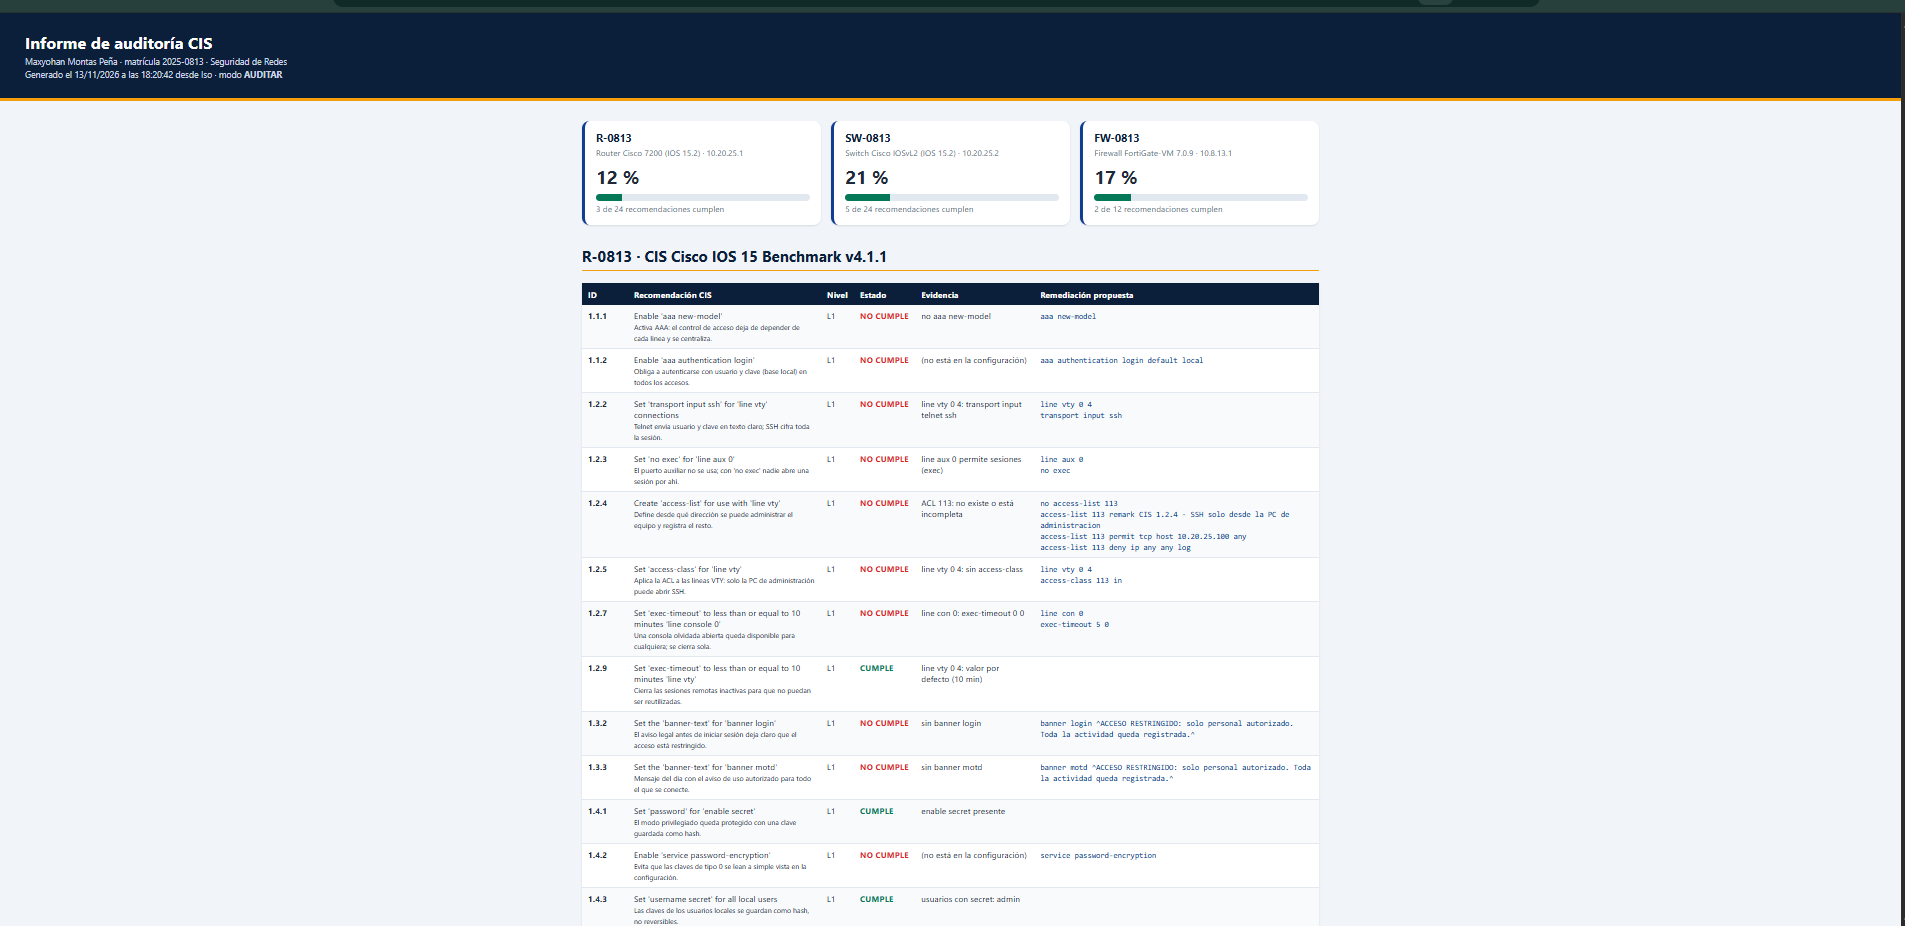 Informe de auditoría CIS
Maxyohan Montas Peña · matrícula 2025-0813 · Seguridad de Redes
Generado el 13/11/2026 a las 18:20:42 desde Iso · modo AUDITAR
R-0813
Router Cisco 7200 (IOS 15.2) · 10.20.25.1
12 %
3 de 24 recomendaciones cumplen
SW-0813
Switch Cisco IOSvL2 (IOS 15.2) · 10.20.25.2
21 %
5 de 24 recomendaciones cumplen
FW-0813
Firewall FortiGate-VM 7.0.9 · 10.8.13.1
17 %
2 de 12 recomendaciones cumplen
R-0813 · CIS Cisco IOS 15 Benchmark v4.1.1
ID Recomendación CIS Nivel Estado Evidencia Remediación propuesta
1.1.1 Enable 'aaa new-model' L1 NO CUMPLE no aaa new-model aaa new-model
Activa AAA: el control de acceso deja de depender de
cada línea y se centraliza.
1.1.2 Enable 'aaa authentication login' L1 NO CUMPLE (no está en la configuración) aaa authentication login default local
Obliga a autenticarse con usuario y clave (base local) en
todos los accesos.
1.2.2 Set 'transport input ssh' for 'line vty' L1 NO CUMPLE line vty 0 4: transport input line vty 0 4
connections telnet ssh transport input ssh
Telnet envía usuario y clave en texto claro; SSH cifra toda
la sesión.
1.2.3 Set 'no exec' for 'line aux 0' L1 NO CUMPLE line aux 0 permite sesiones line aux 0
El puerto auxiliar no se usa; con 'no exec' nadie abre una (exec) no exec
sesión por ahí.
1.2.4 Create 'access-list' for use with 'line vty' L1 NO CUMPLE ACL 113: no existe o está no access-list 113
Define desde qué dirección se puede administrar el incompleta access-list 113 remark CIS 1.2.4 - SSH solo desde la PC de
equipo y registra el resto. administracion
access-list 113 permit tcp host 10.20.25.100 any
access-list 113 deny ip any any log
1.2.5 Set 'access-class' for 'line vty' L1 NO CUMPLE line vty 0 4: sin access-class line vty 0 4
Aplica la ACL a las líneas VTY: solo la PC de administración access-class 113 in
puede abrir SSH.
1.2.7 Set 'exec-timeout' to less than or equal to 10 L1 NO CUMPLE line con 0: exec-timeout 0 0 line con 0
minutes 'line console 0' exec-timeout 5 0
Una consola olvidada abierta queda disponible para
cualquiera; se cierra sola.
1.2.9 Set 'exec-timeout' to less than or equal to 10 L1 CUMPLE line vty 0 4: valor por
minutes 'line vty' defecto (10 min)
Cierra las sesiones remotas inactivas para que no puedan
ser reutilizadas.
1.3.2 Set the 'banner-text' for 'banner login' L1 NO CUMPLE sin banner login banner login ^ACCESO RESTRINGIDO: solo personal autorizado.
El aviso legal antes de iniciar sesión deja claro que el Toda la actividad queda registrada.^
acceso está restringido.
1.3.3 Set the 'banner-text' for 'banner motd' L1 NO CUMPLE sin banner motd banner motd ^ACCESO RESTRINGIDO: solo personal autorizado. Toda
Mensaje del día con el aviso de uso autorizado para todo la actividad queda registrada.^
el que se conecte.
1.4.1 Set 'password' for 'enable secret' L1 CUMPLE enable secret presente
El modo privilegiado queda protegido con una clave
guardada como hash.
1.4.2 Enable 'service password-encryption' L1 NO CUMPLE (no está en la configuración) service password-encryption
Evita que las claves de tipo 0 se lean a simple vista en la
configuración.
1.4.3 Set 'username secret' for all local users L1 CUMPLE usuarios con secret: admin
Las claves de los usuarios locales se guardan como hash,
no reversibles.